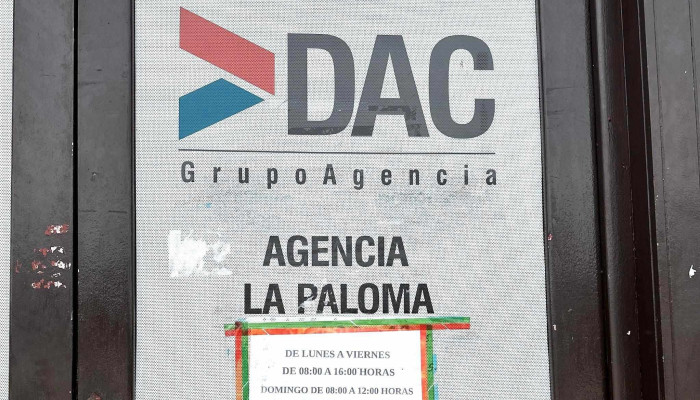 DAC
GrupoAgencia
AGENCIA
LA PALOMA
DE LUNES A VIERNES
DE 08:00 A 16:00 HORAS
DOMINGO DE 08:00 A 12:00 HORAS